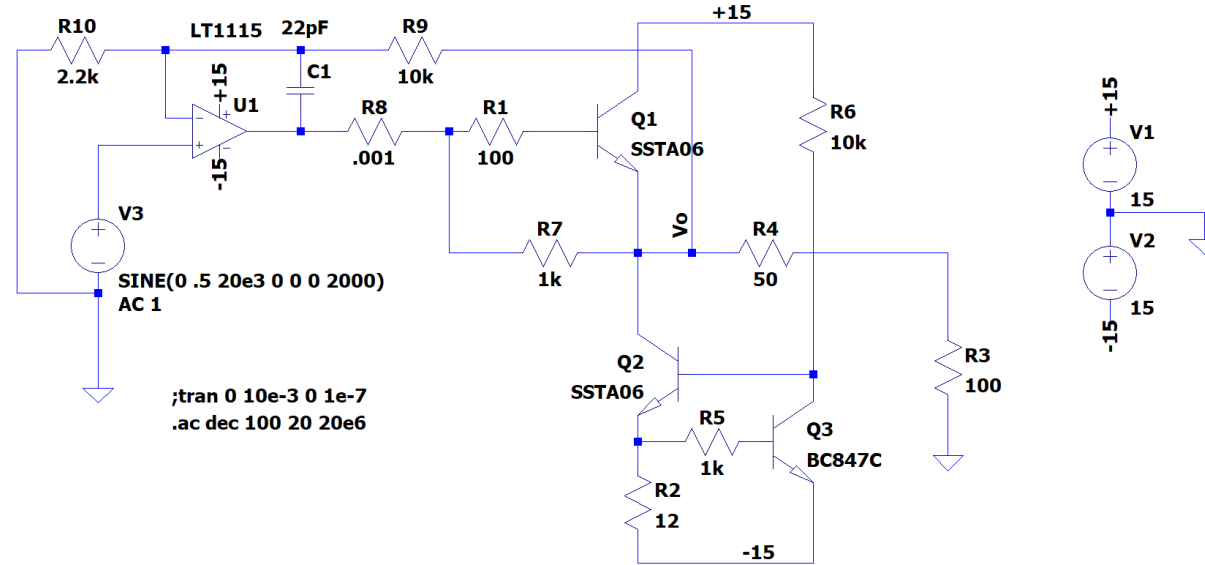 R10
2.2k
LT1115
22pF
R9
10k
C1
+15
-15
U1
+
−
−
+
R8
.001
R1
100
Q1
SSTA06
+15
R6
10k
V3
+
−
SINE(0 .5 20e3 0 0 0 2000)
AC 1
R7
1k
Vo
R4
50
R3
100
Q2
SSTA06
R5
1k
Q3
BC847C
R2
12
-15
;tran 0 10e-3 0 1e-7
.ac dec 100 20 20e6
+15
V1
+
−
15
V2
+
−
15
-15